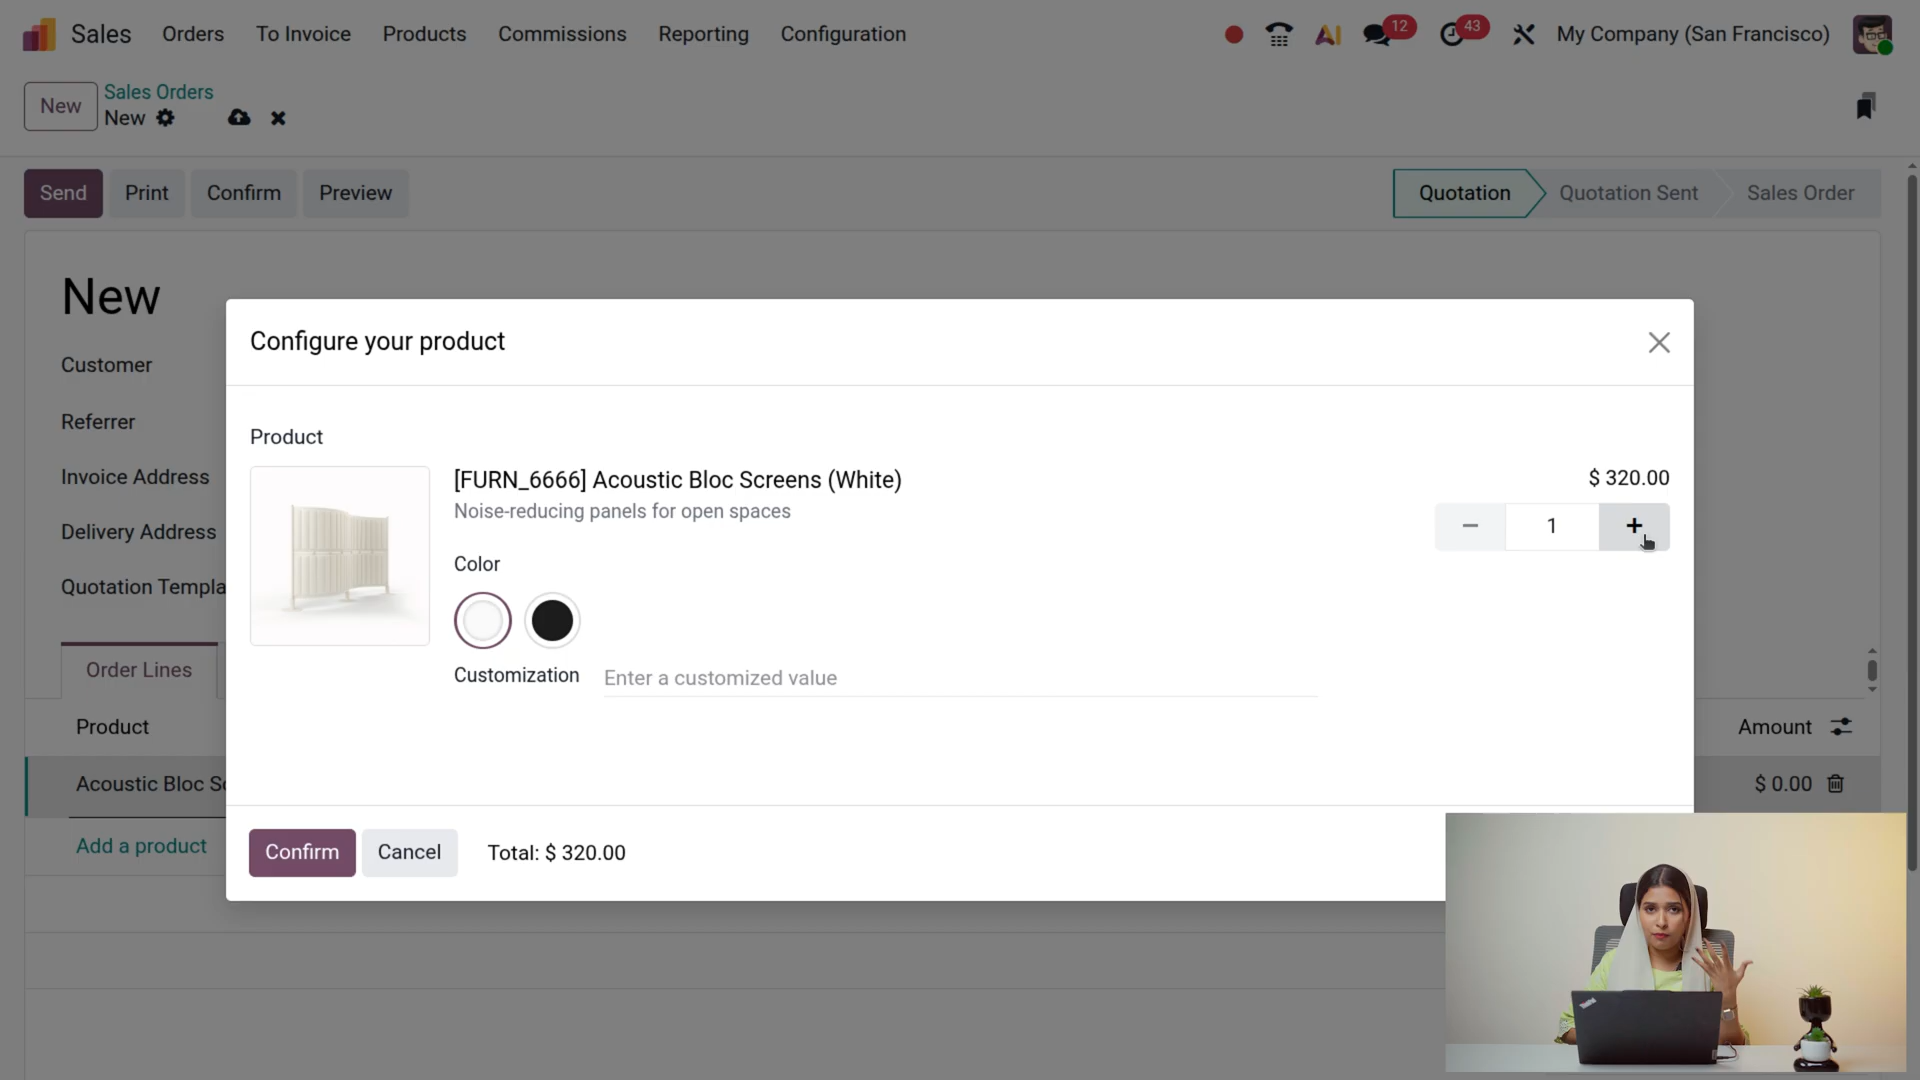 Sales Orders To Invoice Products Commissions Reporting Configuration AI 12 43 My Company (San Francisco)
New Sales Orders
New
Send Print Confirm Preview Quotation Quotation Sent Sales Order
New
Configure your product
Customer
Referrer
Product
Invoice Address
[FURN_6666] Acoustic Bloc Screens (White) $ 320.00
Noise-reducing panels for open spaces
Delivery Address
1
Color
Quotation Templa
Order Lines
Customization Enter a customized value
Product Amount
Acoustic Bloc Sc $ 0.00
Add a product
Confirm Cancel Total: $ 320.00